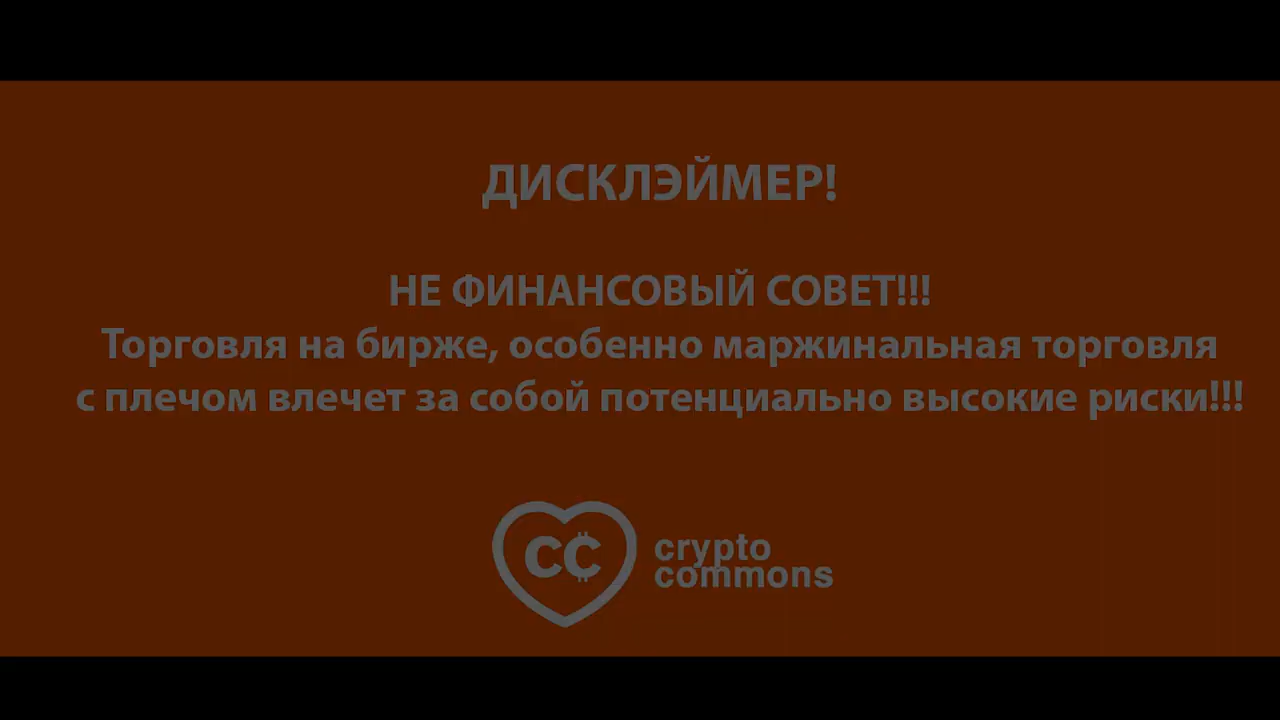 ДИСКЛЭЙМЕР!
НЕ ФИНАНСОВЫЙ СОВЕТ!!!
Торговля на бирже, особенно маржинальная торговля
с плечом влечет за собой потенциально высокие риски!!!
CC
crypto
commons